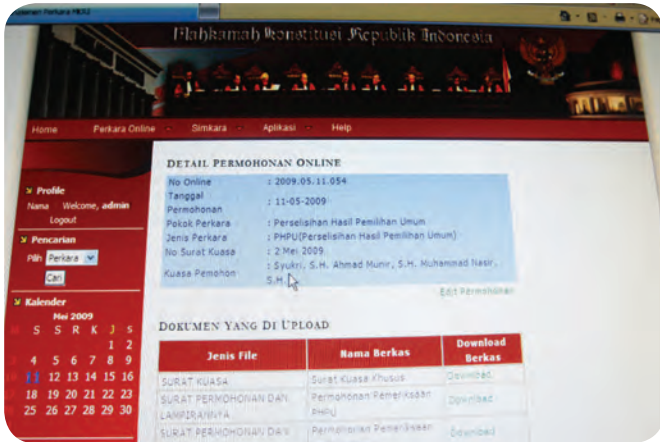 Mahkamah Konstitusi Republik Indonesia
Home Perkara Online Simkara Aplikasi Help
DETAIL PERMOHONAN ONLINE
No Online : 2009.05.11.054
Tanggal Permohonan : 11-05-2009
Pokok Perkara : Perselisihan Hasil Pemilihan Umum
Jenis Perkara : PHPU(Perselisihan Hasil Pemilihan Umum)
No Surat Kuasa : 2 Mei 2009
Kuasa Pemohon : Syukri, S.H. Ahmad Munir, S.H. Muhammad Nasir,
S.H
Edit Permohonan
Profile
Nama Welcome, admin
Logout
Pencarian
Pilih Perkara
Cari
Kalender
Mei 2009
M S S R K J S
1 2
3 4 5 6 7 8 9
10 11 12 13 14 15 16
18 19 20 21 22 23
25 26 27 28 29 30
DOKUMEN YANG DI UPLOAD
Jenis File Nama Berkas Download Berkas
SURAT KUASA Surat Kuasa Khusus Download
SURAT PERMOHONAN DAN LAMPIRANNYA Permohonan Pemeriksaan PHPU Download
SURAT PERMOHONAN DAN Permohonan Pemeriksaan Download